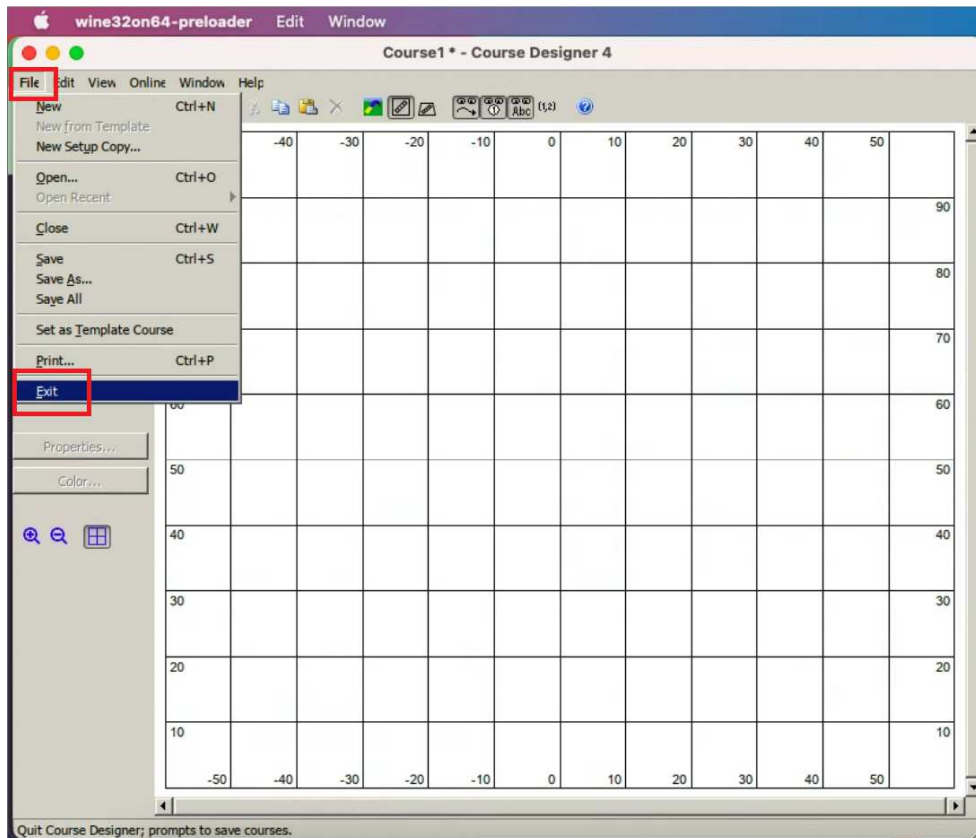 wine32on64-preloader Edit Window
Course1 * - Course Designer 4
File Edit View Online Window Help
New Ctrl+N
New from Template
New Setup Copy...
Open... Ctrl+O
Open Recent
Close Ctrl+W
Save Ctrl+S
Save As...
Save All
Set as Template Course
Print... Ctrl+P
Exit
Abc (1,2) ?
-40 -30 -20 -10 0 10 20 30 40 50
90
80
70
60 60
Properties...
50 50
Color...
40 40
30 30
20 20
10 10
-50 -40 -30 -20 -10 0 10 20 30 40 50
Quit Course Designer; prompts to save courses.